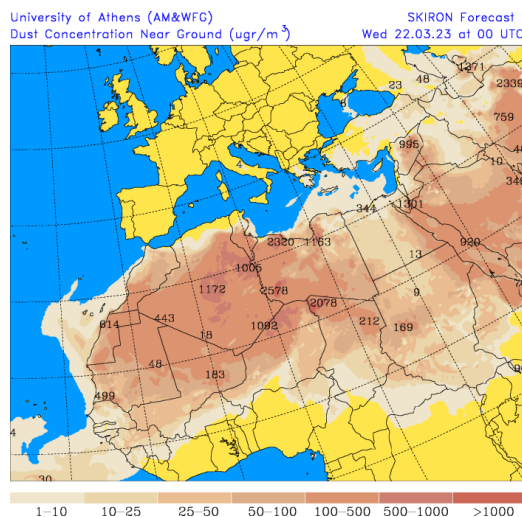 University of Athens (AM&WFG) SKIRON Forecast
Dust Concentration Near Ground (ugr/m³) Wed 22.03.23 at 00 UTC
1271
48
23 2339
8 759
995
4 10
344 1301
2320 1163 920
1005 13
1172 2578 9
2078
614 443 1092 212 169
18
48 183
499
4
30
1-10 10-25 25-50 50-100 100-500 500-1000 >1000